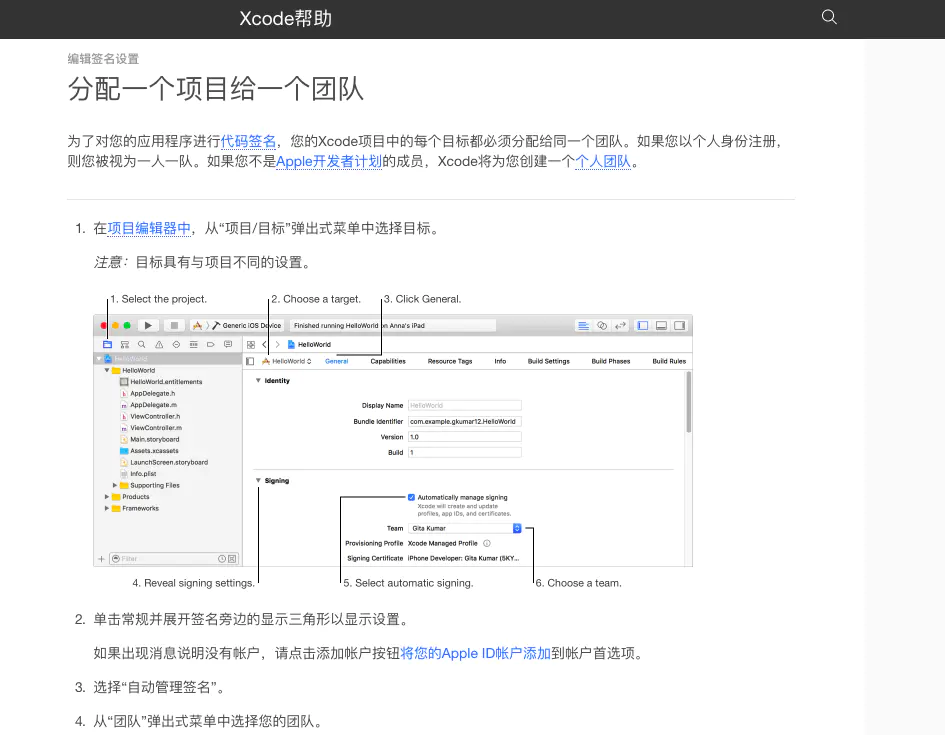 Xcode帮助
编辑签名设置
分配一个项目给一个团队
为了对您的应用程序进行代码签名，您的Xcode项目中的每个目标都必须分配给同一个团队。如果您以个人身份注册，
则您被视为一人一队。如果您不是Apple开发者计划的成员，Xcode将为您创建一个个人团队。
1. 在项目编辑器中，从“项目/目标”弹出式菜单中选择目标。
注意：目标具有与项目不同的设置。
1. Select the project. 2. Choose a target. 3. Click General.
Generic iOS Device Finished running HelloWorld on Anna's iPad
HelloWorld
HelloWorld HelloWorld General Capabilities Resource Tags Info Build Settings Build Phases Build Rules
HelloWorld
HelloWorld.entitlements
AppDelegate.h
AppDelegate.m
ViewController.h
ViewController.m
Main.storyboard
Assets.xcassets
LaunchScreen.storyboard
Info.plist
Supporting Files
Products
Frameworks
Filter
Identity
Display Name HelloWorld
Bundle Identifier com.example.gkumar12.HelloWorld
Version 1.0
Build 1
Signing
Automatically manage signing
Xcode will create and update
profiles, app IDs, and certificates.
Team Gita Kumar
Provisioning Profile Xcode Managed Profile
Signing Certificate iPhone Developer: Gita Kumar (5KY...
4. Reveal signing settings. 5. Select automatic signing. 6. Choose a team.
2. 单击常规并展开签名旁边的显示三角形以显示设置。
如果出现消息说明没有帐户，请点击添加帐户按钮将您的Apple ID帐户添加到帐户首选项。
3. 选择“自动管理签名”。
4. 从“团队”弹出式菜单中选择您的团队。